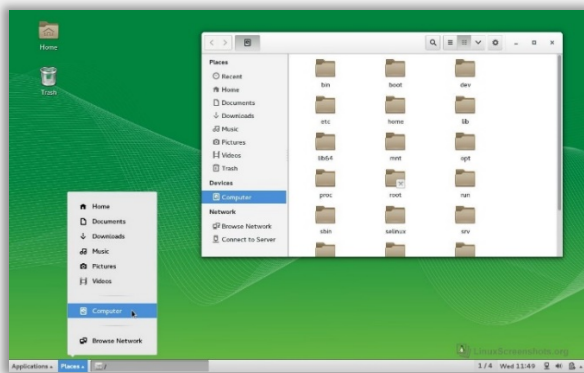 Home
Trash
Places
Recent
Home
Documents
Downloads
Music
Pictures
Videos
Trash
Devices
Computer
Network
Browse Network
Connect to Server
bin boot dev
etc home lib
lib64 mnt opt
proc root run
sbin selinux srv
Home
Documents
Downloads
Music
Pictures
Videos
Computer
Browse Network
LinuxScreenshots.org
Applications Places / 1 / 4 Wed 11:49